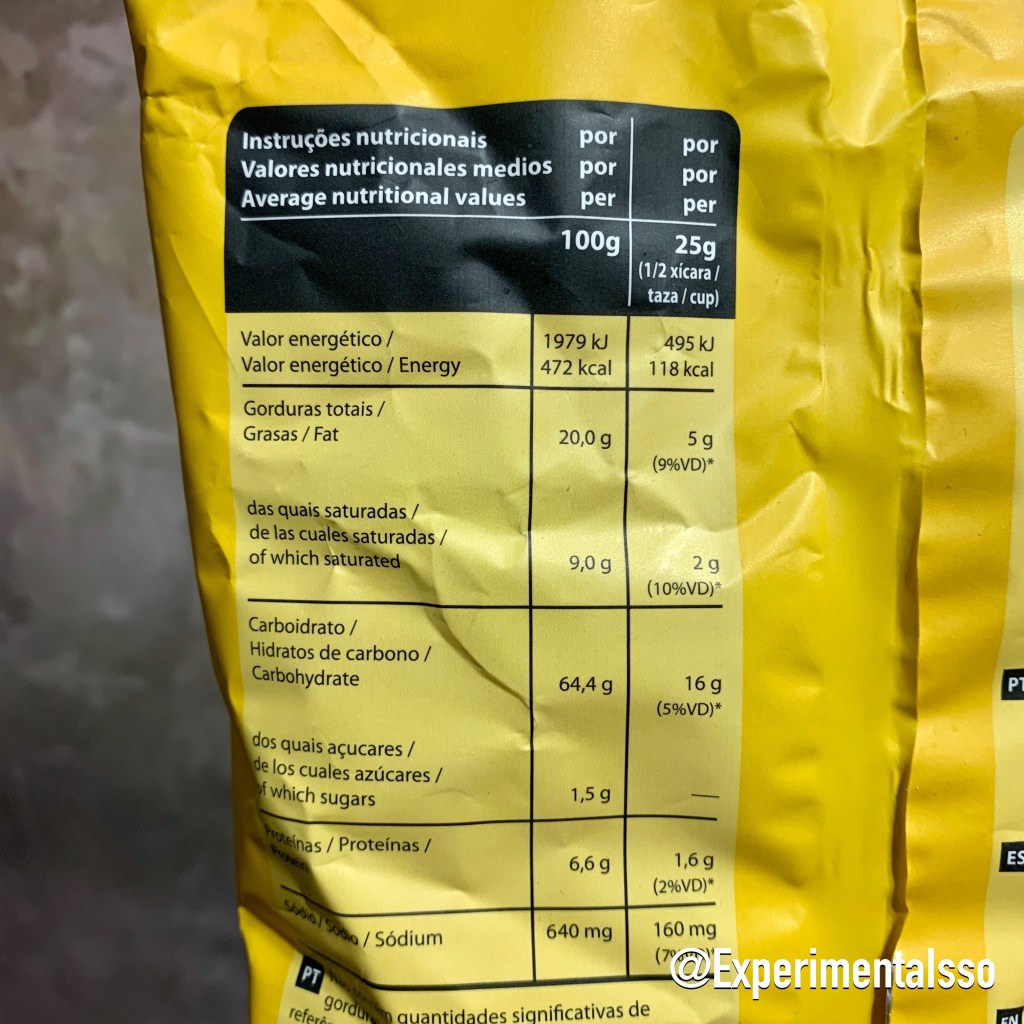 Instruções nutricionais por por
Valores nutricionales medios por por
Average nutritional values per per
100g 25g
(1/2 xícara /
taza / cup)
Valor energético / 1979 kJ 495 kJ
Valor energético / Energy 472 kcal 118 kcal
Gorduras totais /
Grasas / Fat 20,0 g 5 g
(9%VD)*
das quais saturadas /
de las cuales saturadas /
of which saturated 9,0 g 2 g
(10%VD)*
Carboidrato /
Hidratos de carbono /
Carbohydrate 64,4 g 16 g
(5%VD)*
dos quais açucares /
de los cuales azúcares /
of which sugars 1,5 g —
Proteínas / Proteínas /
Protein 6,6 g 1,6 g
(2%VD)*
Sódio / Sodio / Sódium 640 mg 160 mg
@Experimentalsso
PT
quantidades significativas de
PT
ES
EN